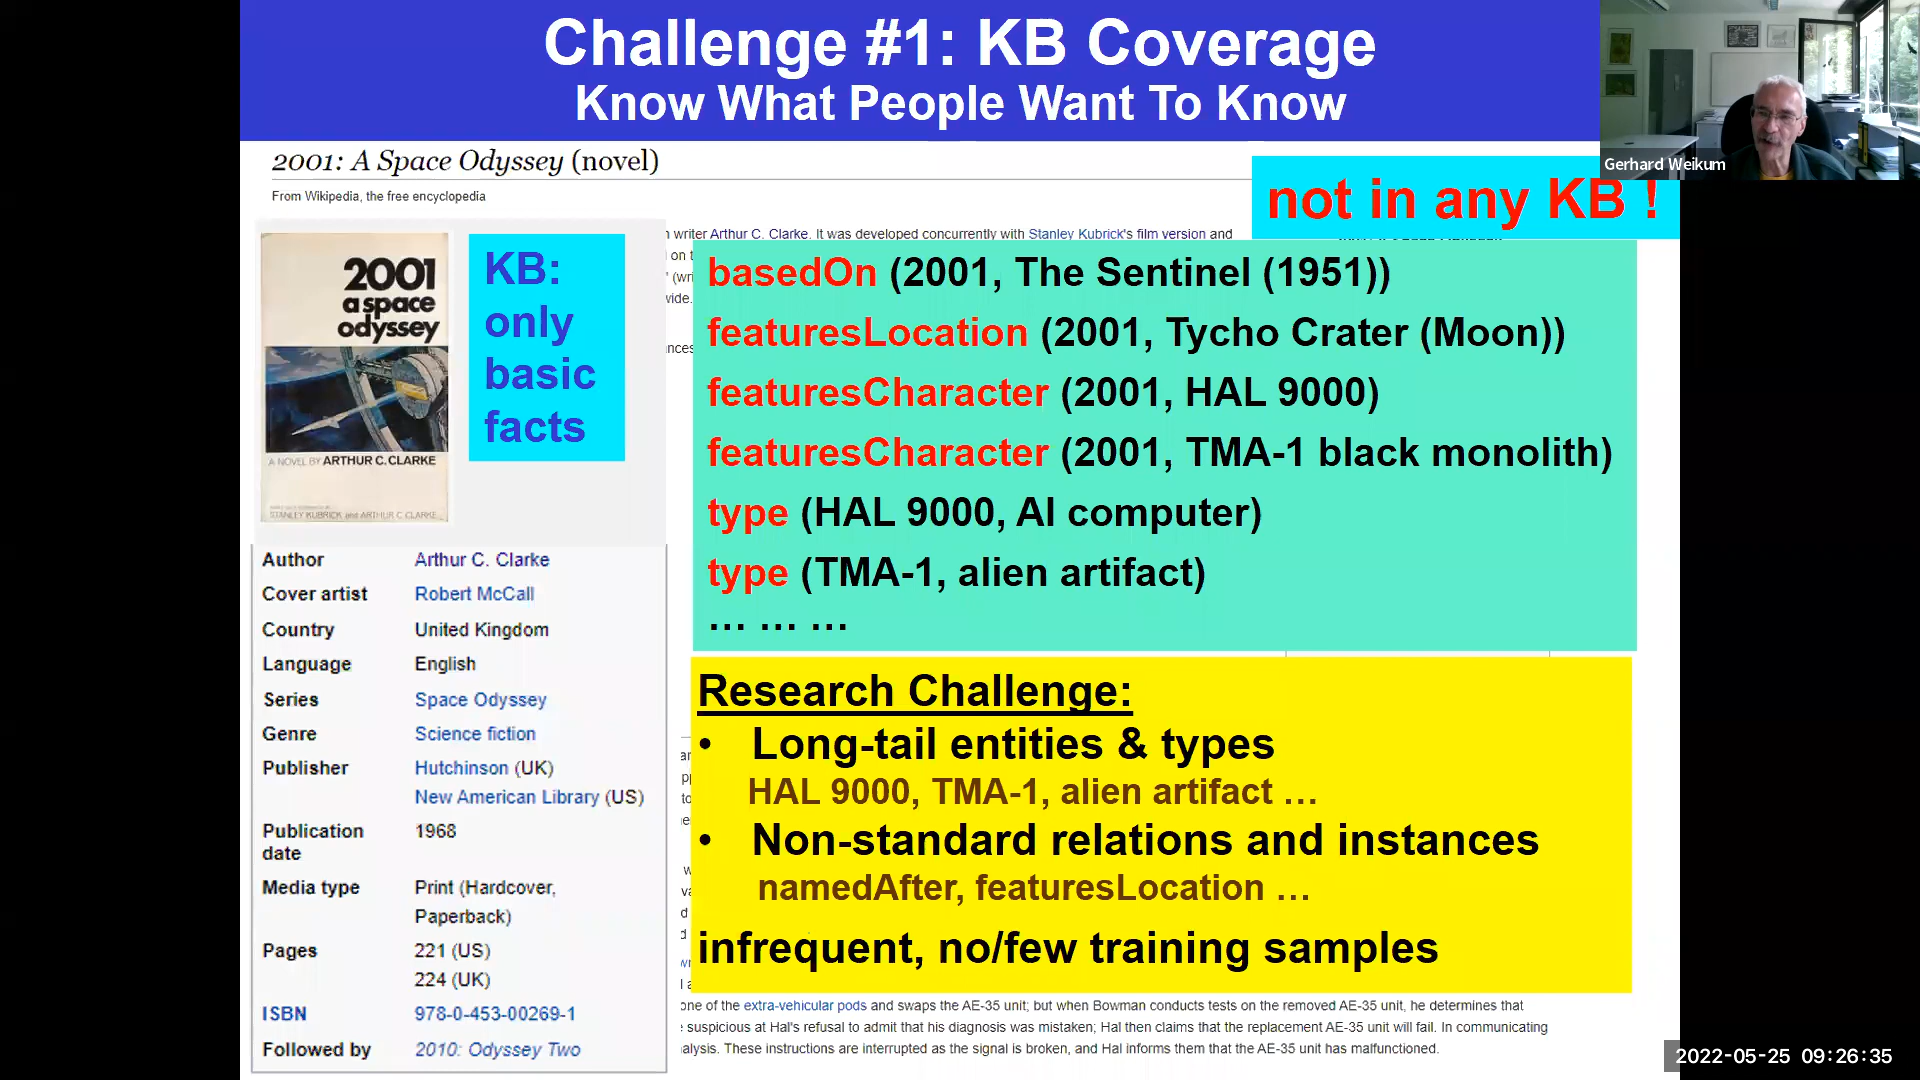 Challenge #1: KB Coverage
Know What People Want To Know
Gerhard Weikum
2001: A Space Odyssey (novel)
From Wikipedia, the free encyclopedia
not in any KB !
writer Arthur C. Clarke. It was developed concurrently with Stanley Kubrick's film version and
2001
a space
odyssey
A NOVEL BY ARTHUR C. CLARKE
STANLEY KUBRICK and ARTHUR C. CLARKE
KB:
only
basic
facts
basedOn (2001, The Sentinel (1951))
featuresLocation (2001, Tycho Crater (Moon))
featuresCharacter (2001, HAL 9000)
featuresCharacter (2001, TMA-1 black monolith)
type (HAL 9000, AI computer)
type (TMA-1, alien artifact)
... ... ...
Author Arthur C. Clarke
Cover artist Robert McCall
Country United Kingdom
Language English
Series Space Odyssey
Genre Science fiction
Publisher Hutchinson (UK)
New American Library (US)
Publication date 1968
Media type Print (Hardcover,
Paperback)
Pages 221 (US)
224 (UK)
ISBN 978-0-453-00269-1
Followed by 2010: Odyssey Two
Research Challenge:
• Long-tail entities & types
HAL 9000, TMA-1, alien artifact ...
• Non-standard relations and instances
namedAfter, featuresLocation ...
infrequent, no/few training samples
one of the extra-vehicular pods and swaps the AE-35 unit; but when Bowman conducts tests on the removed AE-35 unit, he determines that
suspicious at Hal's refusal to admit that his diagnosis was mistaken; Hal then claims that the replacement AE-35 unit will fail. In communicating
These instructions are interrupted as the signal is broken, and Hal informs them that the AE-35 unit has malfunctioned.
2022-05-25 09:26:35